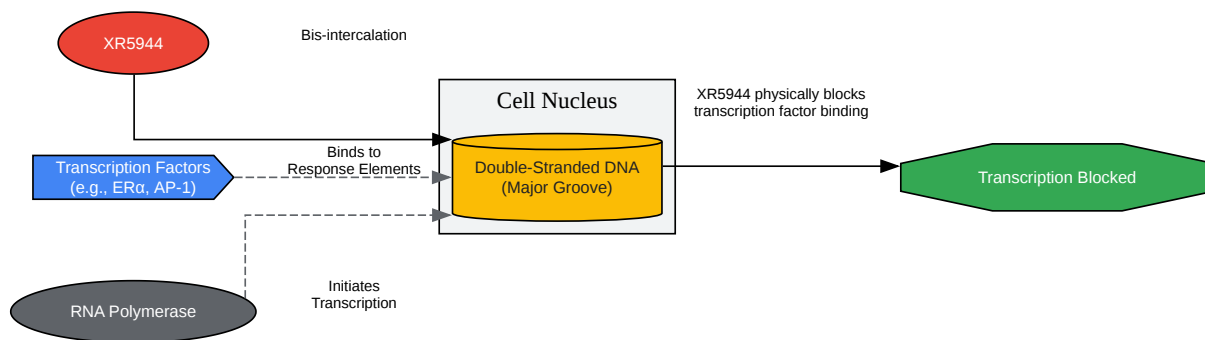 XR5944
Bis-intercalation
Cell Nucleus
XR5944 physically blocks
transcription factor binding
Transcription Factors
(e.g., ERα, AP-1)
Binds to
Response Elements
Double-Stranded DNA
(Major Groove)
Transcription Blocked
RNA Polymerase
Initiates
Transcription